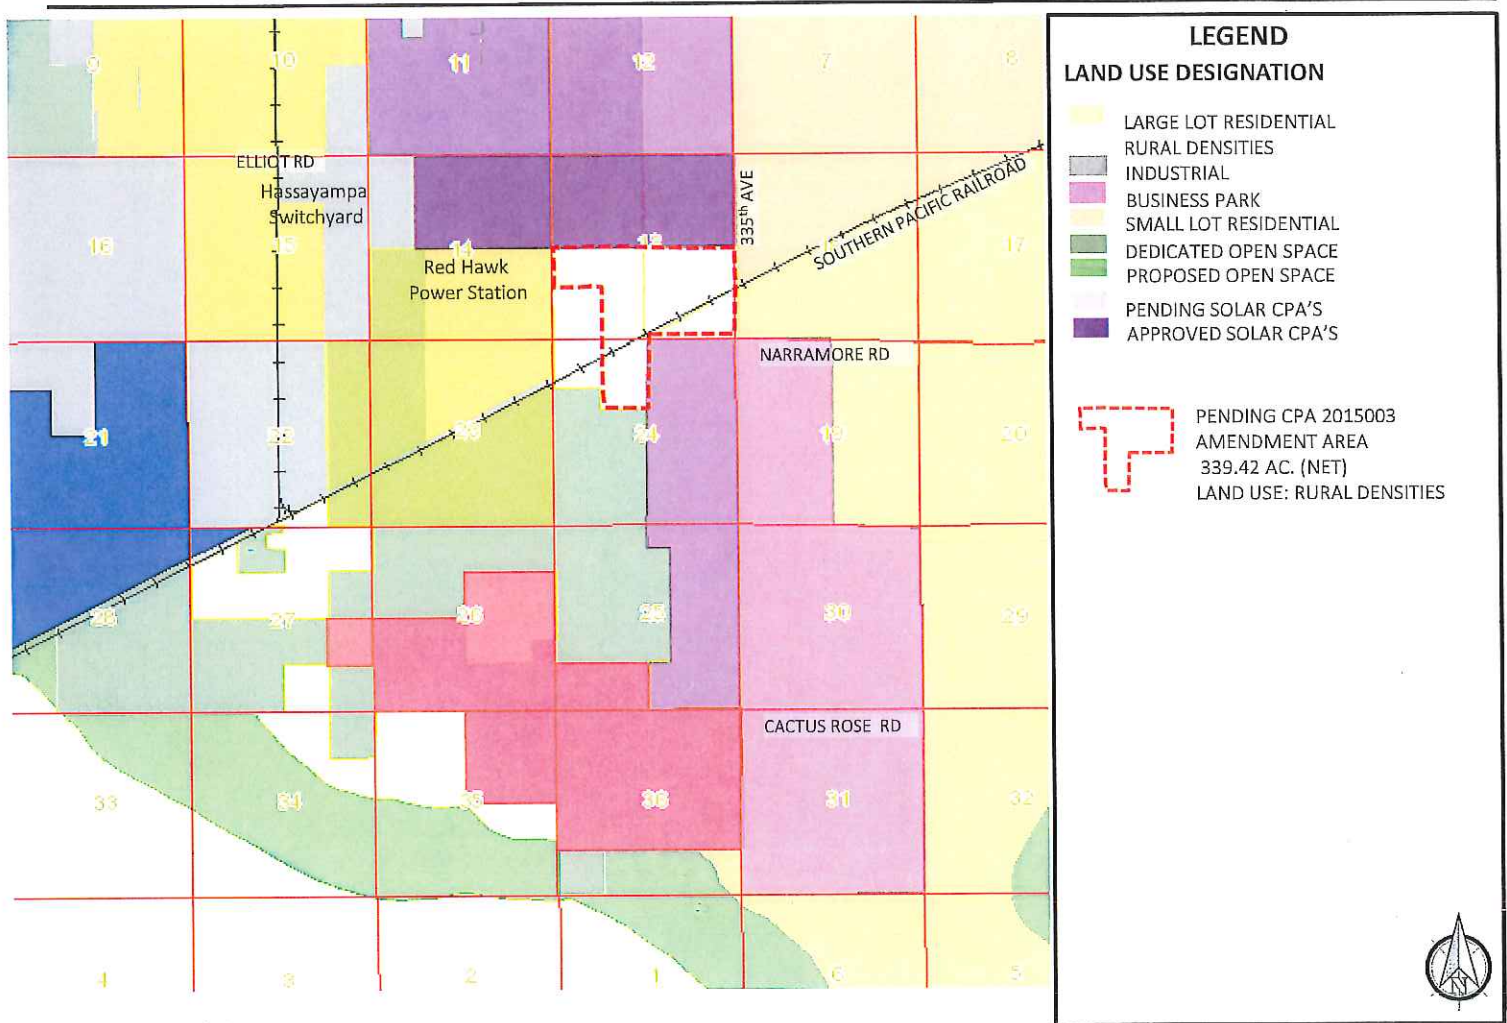 LEGEND
LAND USE DESIGNATION
LARGE LOT RESIDENTIAL
RURAL DENSITIES
INDUSTRIAL
BUSINESS PARK
SMALL LOT RESIDENTIAL
DEDICATED OPEN SPACE
PROPOSED OPEN SPACE
PENDING SOLAR CPA'S
APPROVED SOLAR CPA'S
PENDING CPA 2015003
AMENDMENT AREA
339.42 AC. (NET)
LAND USE: RURAL DENSITIES
N
9 10 11 12 7 8
ELLIOT RD
Hassayampa
Switchyard
335th AVE
SOUTHERN PACIFIC RAILROAD
16 15 14 13 17
Red Hawk
Power Station
NARRAMORE RD
21 22 24 19 20
28 27 26 25 30 29
CACTUS ROSE RD
33 34 35 36 31 32
4 3 2 1 6 5